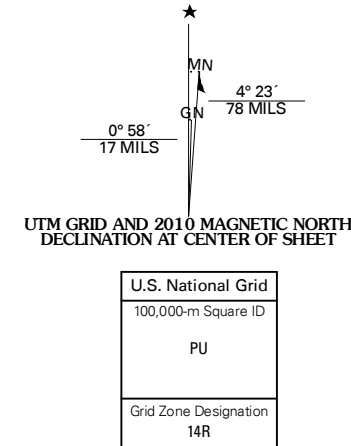 ★
MN
4° 23´
78 MILS
GN
0° 58´
17 MILS
UTM GRID AND 2010 MAGNETIC NORTH
DECLINATION AT CENTER OF SHEET
U.S. National Grid
100,000-m Square ID
PU
Grid Zone Designation
14R